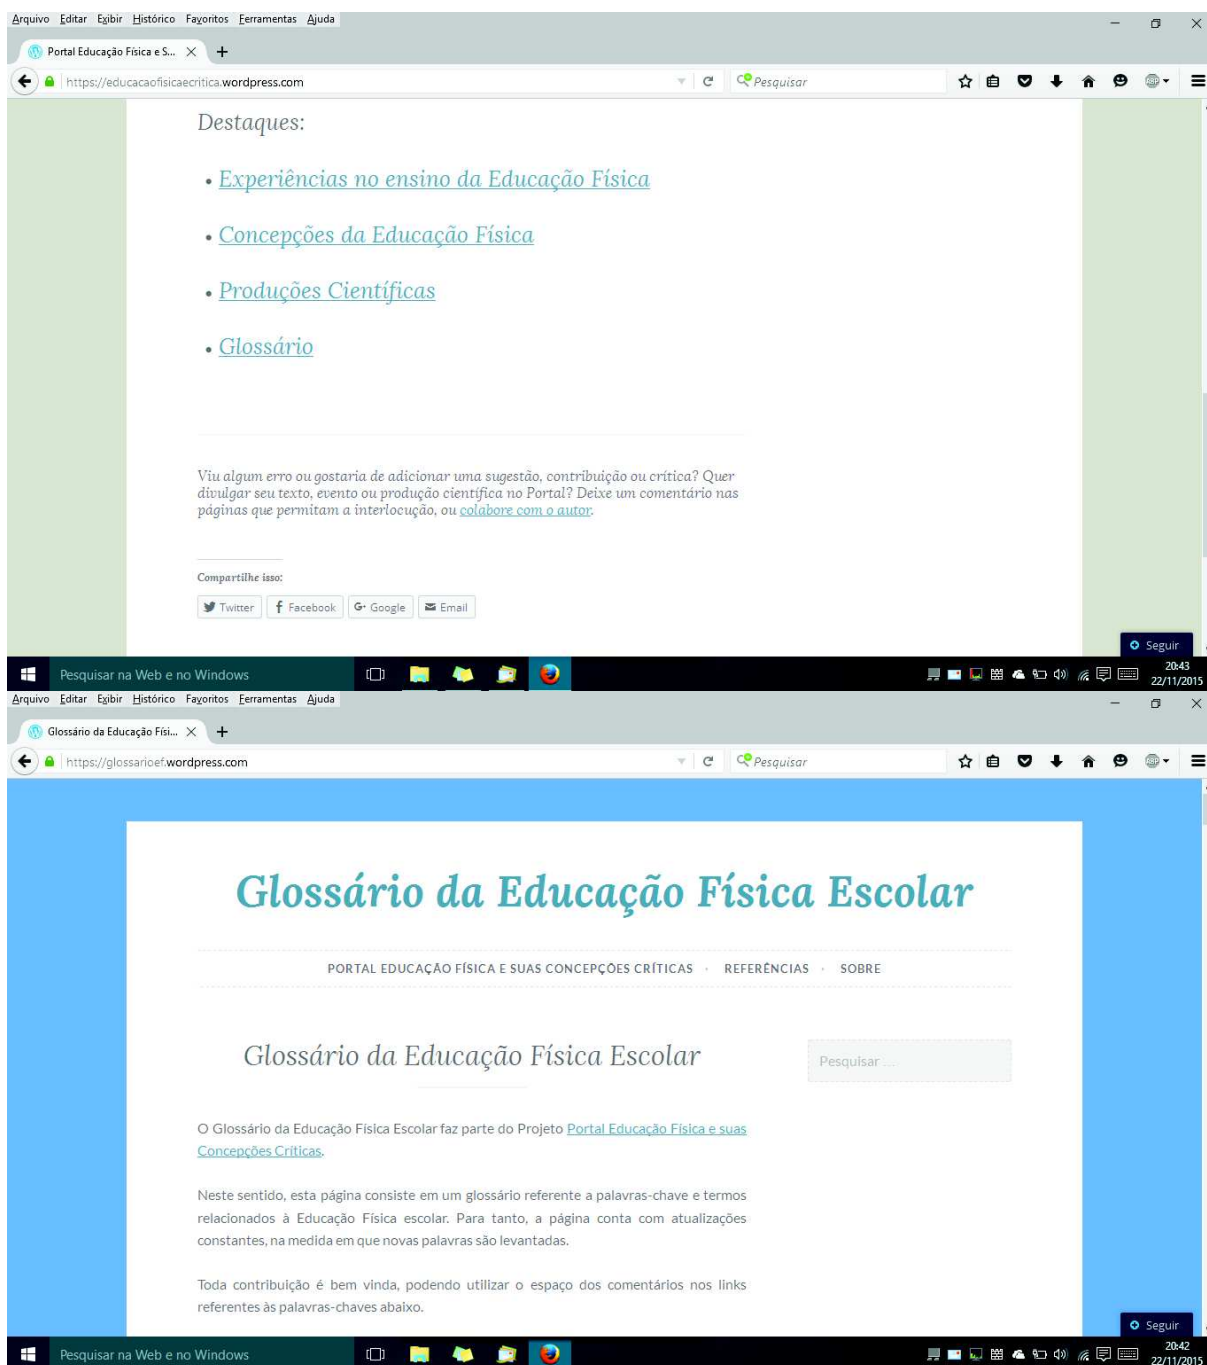 Arquivo Editar Exibir Histórico Favoritos Ferramentas Ajuda
Portal Educação Física e S...
https://educacaofisicaecritica.wordpress.com
Pesquisar
Destaques:
• Experiências no ensino da Educação Física
• Concepções da Educação Física
• Produções Científicas
• Glossário
Viu algum erro ou gostaria de adicionar uma sugestão, contribuição ou crítica? Quer
divulgar seu texto, evento ou produção científica no Portal? Deixe um comentário nas
páginas que permitam a interlocução, ou colabore com o autor.
Compartilhe isso:
Twitter Facebook Google Email
Seguir
Pesquisar na Web e no Windows
20:43
22/11/2015
Arquivo Editar Exibir Histórico Favoritos Ferramentas Ajuda
Glossário da Educação Físi...
https://glossarioef.wordpress.com
Pesquisar
Glossário da Educação Física Escolar
PORTAL EDUCAÇÃO FÍSICA E SUAS CONCEPÇÕES CRÍTICAS · REFERÊNCIAS · SOBRE
Glossário da Educação Física Escolar
Pesquisar ...
O Glossário da Educação Física Escolar faz parte do Projeto Portal Educação Física e suas
Concepções Críticas.
Neste sentido, esta página consiste em um glossário referente a palavras-chave e termos
relacionados à Educação Física escolar. Para tanto, a página conta com atualizações
constantes, na medida em que novas palavras são levantadas.
Toda contribuição é bem vinda, podendo utilizar o espaço dos comentários nos links
referentes às palavras-chaves abaixo.
Seguir
Pesquisar na Web e no Windows
20:42
22/11/2015